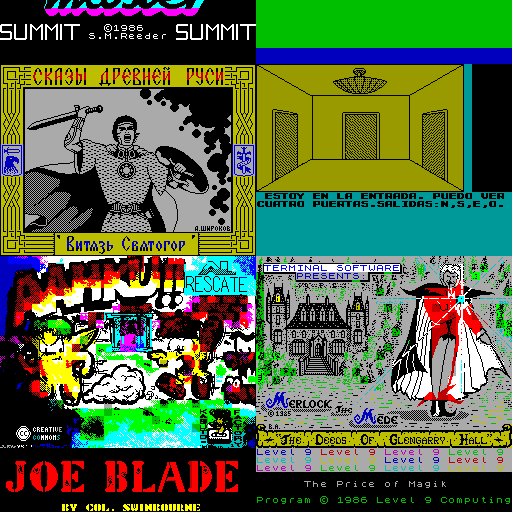 SUMMIT ©1986 SUMMIT
S.M.Reeder
СКАЗЫ ДРЕВНЕЙ РУСИ
А.ШИРОКОВ
Витязь Святогор
ESTOY EN LA ENTRADA. PUEDO VER
CUATRO PUERTAS.SALIDAS:N,S,E,O.
RESCATE
CREATIVE
COMMONS
TERMINAL SOFTWARE
PRESENTS
MERLOCK THE MEDE
©1985
B.A.
THE DEEDS OF GLENGARRY HALL
JOE BLADE
BY COL. SWINBOURNE
Level 9 Level 9 Level 9 Level 9
Level 9 Level 9 Level 9 Level 9
Level 9 Level 9 Level 9 Level 9
The Price of Magik
Program © 1986 Level 9 Computing